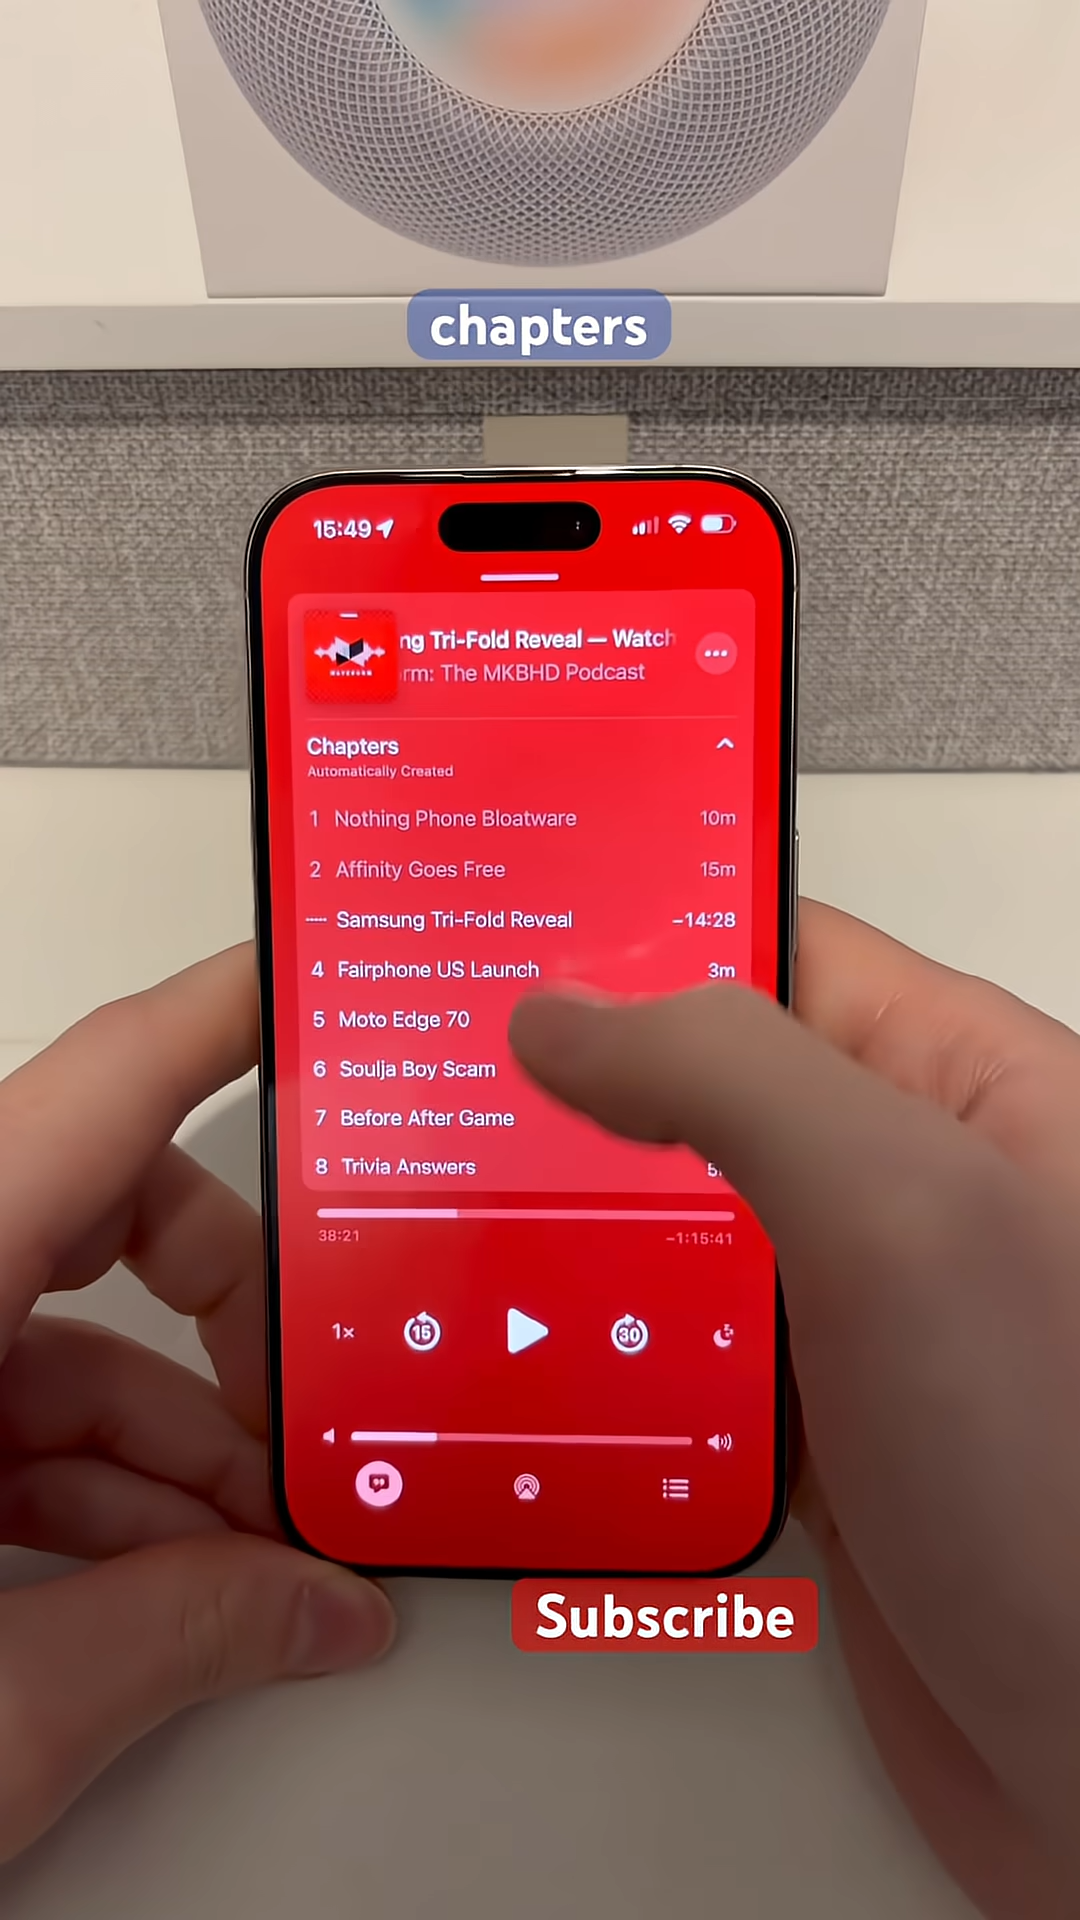 chapters
15:49
ng Tri-Fold Reveal — Watch
rm: The MKBHD Podcast
WAVEFORM
Chapters
Automatically Created
1 Nothing Phone Bloatware 10m
2 Affinity Goes Free 15m
Samsung Tri-Fold Reveal -14:28
4 Fairphone US Launch 3m
5 Moto Edge 70
6 Soulja Boy Scam
7 Before After Game
8 Trivia Answers
38:21 -1:15:41
1x 15 30
Subscribe